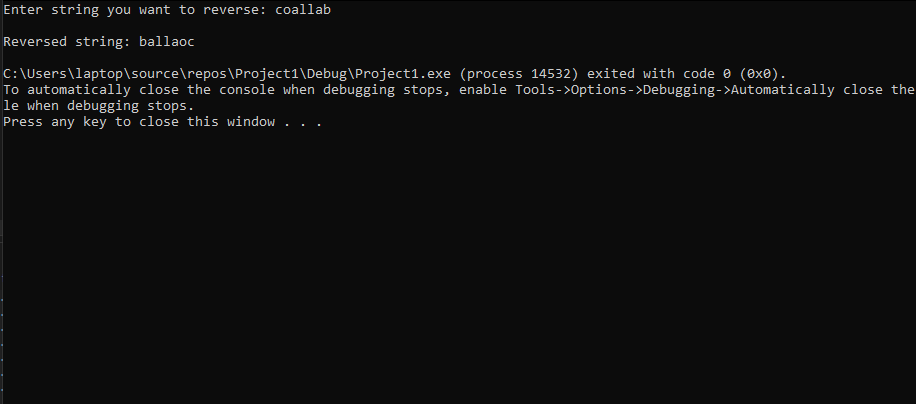 Enter string you want to reverse: coallab
Reversed string: ballaoc
C:\Users\laptop\source\repos\Project1\Debug\Project1.exe (process 14532) exited with code 0 (0x0).
To automatically close the console when debugging stops, enable Tools->Options->Debugging->Automatically close the
le when debugging stops.
Press any key to close this window . . .